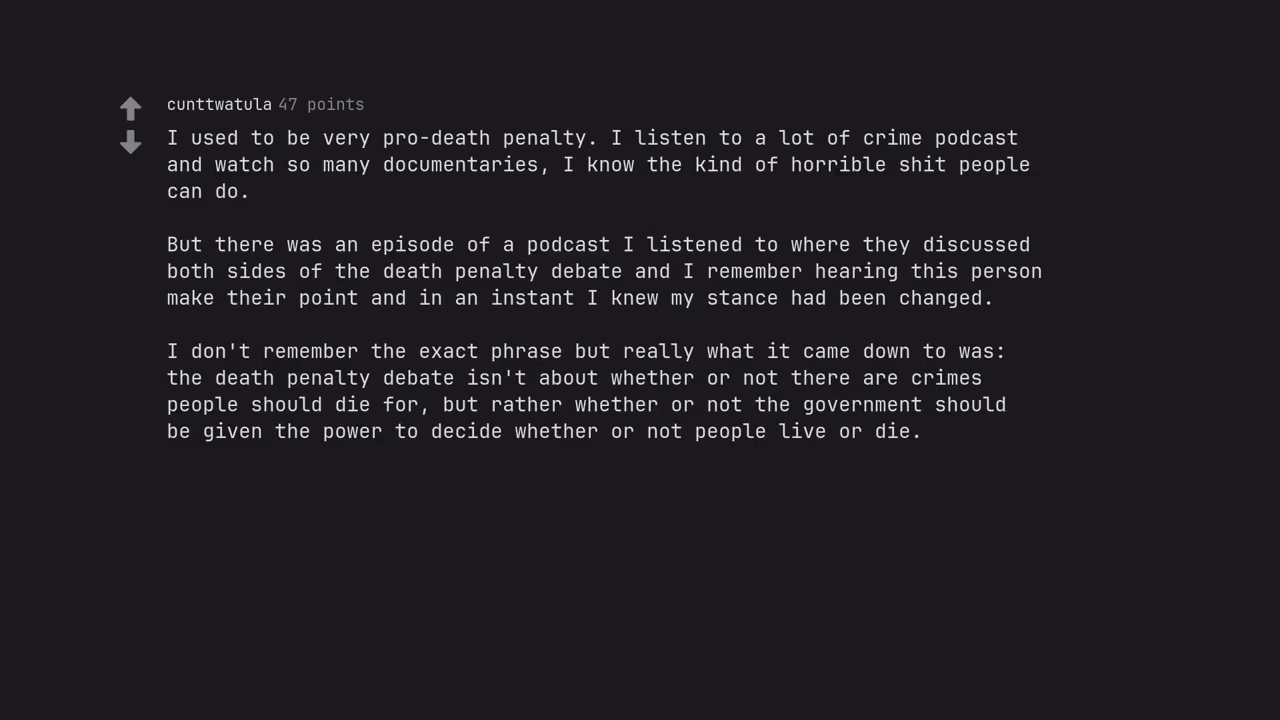 cunttwatula 47 points
I used to be very pro-death penalty. I listen to a lot of crime podcast
and watch so many documentaries, I know the kind of horrible shit people
can do.
But there was an episode of a podcast I listened to where they discussed
both sides of the death penalty debate and I remember hearing this person
make their point and in an instant I knew my stance had been changed.
I don't remember the exact phrase but really what it came down to was:
the death penalty debate isn't about whether or not there are crimes
people should die for, but rather whether or not the government should
be given the power to decide whether or not people live or die.